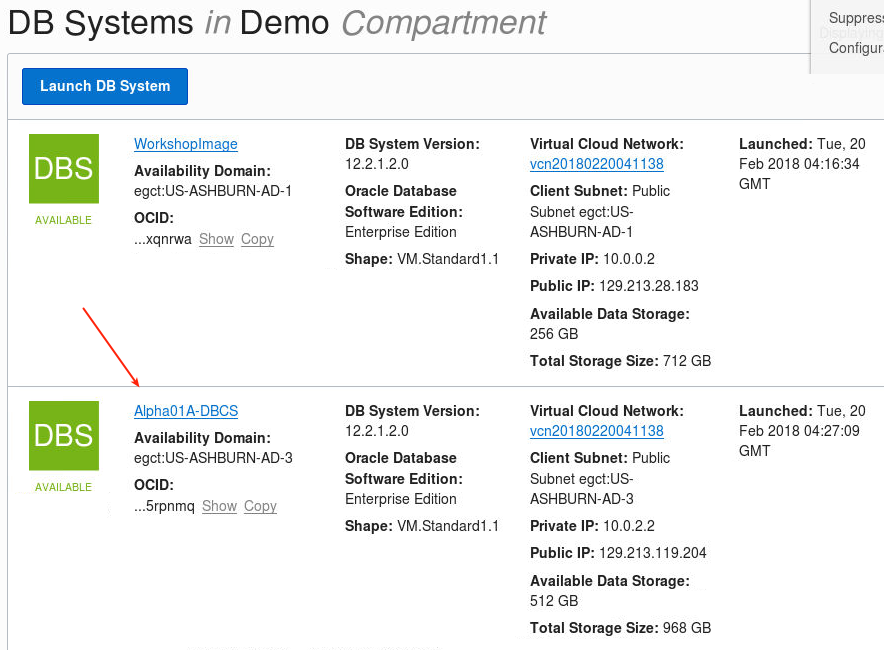 DB Systems in Demo Compartment
Suppress
Displaying
Configura
Launch DB System
DBS
AVAILABLE
WorkshopImage
Availability Domain:
egct:US-ASHBURN-AD-1
OCID:
...xqnrwa Show Copy
DB System Version:
12.2.1.2.0
Oracle Database
Software Edition:
Enterprise Edition
Shape: VM.Standard1.1
Virtual Cloud Network:
vcn20180220041138
Client Subnet: Public
Subnet egct:US-
ASHBURN-AD-1
Private IP: 10.0.0.2
Public IP: 129.213.28.183
Available Data Storage:
256 GB
Total Storage Size: 712 GB
Launched: Tue, 20
Feb 2018 04:16:34
GMT
DBS
AVAILABLE
Alpha01A-DBCS
Availability Domain:
egct:US-ASHBURN-AD-3
OCID:
...5rpnmq Show Copy
DB System Version:
12.2.1.2.0
Oracle Database
Software Edition:
Enterprise Edition
Shape: VM.Standard1.1
Virtual Cloud Network:
vcn20180220041138
Client Subnet: Public
Subnet egct:US-
ASHBURN-AD-3
Private IP: 10.0.2.2
Public IP: 129.213.119.204
Available Data Storage:
512 GB
Total Storage Size: 968 GB
Launched: Tue, 20
Feb 2018 04:27:09
GMT